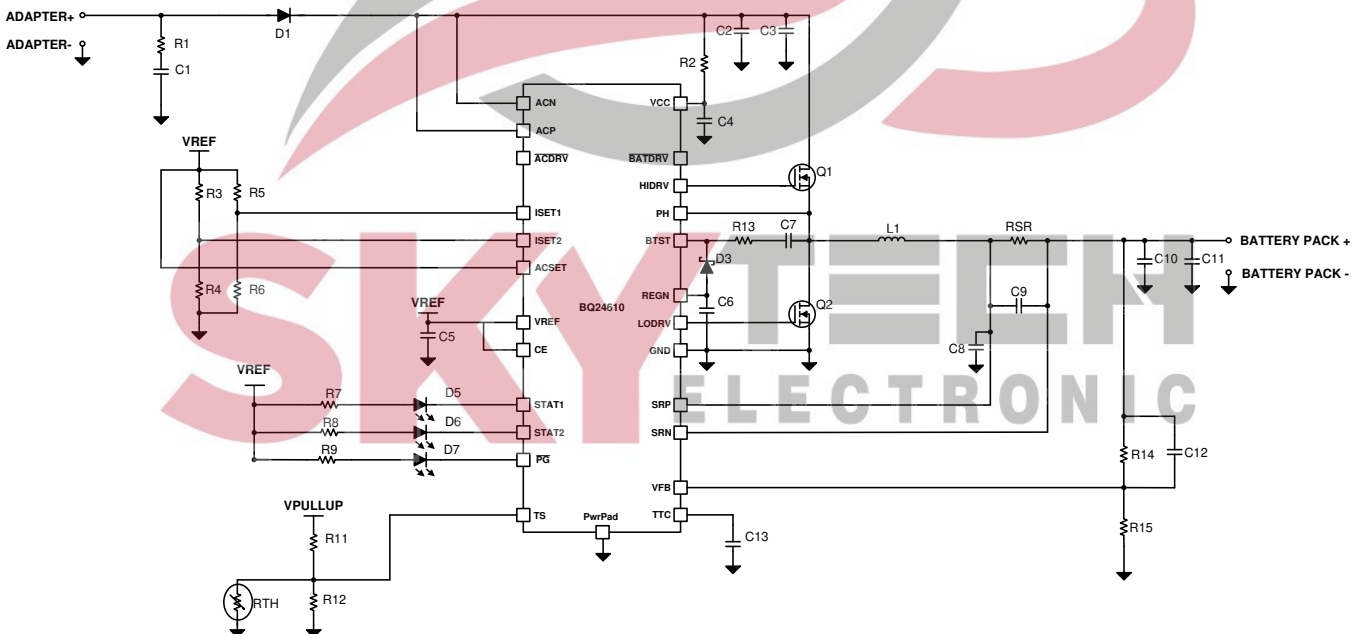 ADAPTER+
D1
C2
C3
ADAPTER-
R1
R2
C1
ACN
VCC
C4
ACP
VREF
ACDRV
BATDRV
Q1
R3
R5
HIDRV
ISET1
PH
R13
C7
L1
RSR
ISET2
BTST
BATTERY PACK +
D3
C10
C11
ACSET
BATTERY PACK -
R4
R6
REGN
C9
VREF
BQ24610
C6
Q2
VREF
LODRV
C5
CE
GND
C8
VREF
R7
D5
STAT1
SRP
R8
D6
STAT2
SRN
R9
D7
PG
R14
C12
VFB
VPULLUP
TS
PwrPad
TTC
R15
R11
C13
RTH
R12
SKYTECH
ELECTRONIC